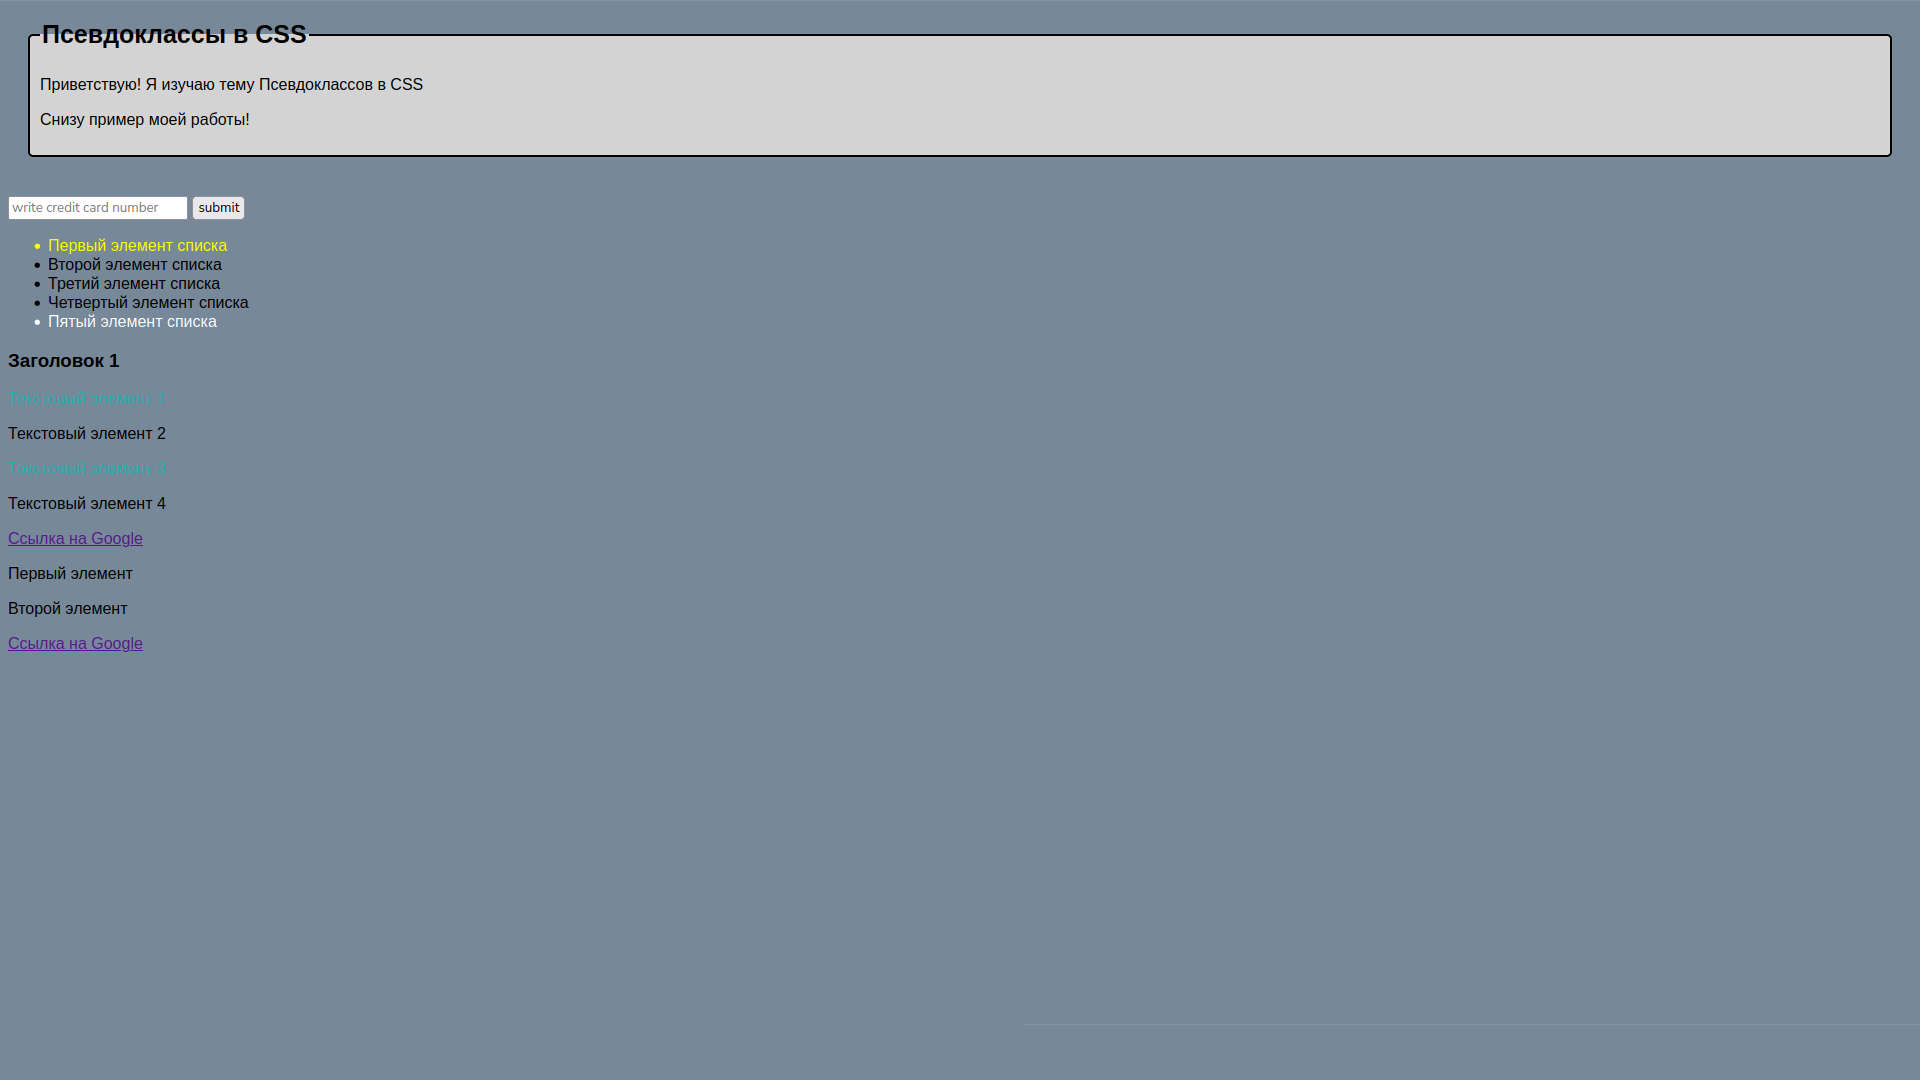 Псевдоклассы в CSS
Приветствую! Я изучаю тему Псевдоклассов в CSS
Снизу пример моей работы!
write credit card number submit
Первый элемент списка
Второй элемент списка
Третий элемент списка
Четвертый элемент списка
Пятый элемент списка
Заголовок 1
Текстовый элемент 1
Текстовый элемент 2
Текстовый элемент 3
Текстовый элемент 4
Ссылка на Google
Первый элемент
Второй элемент
Ссылка на Google